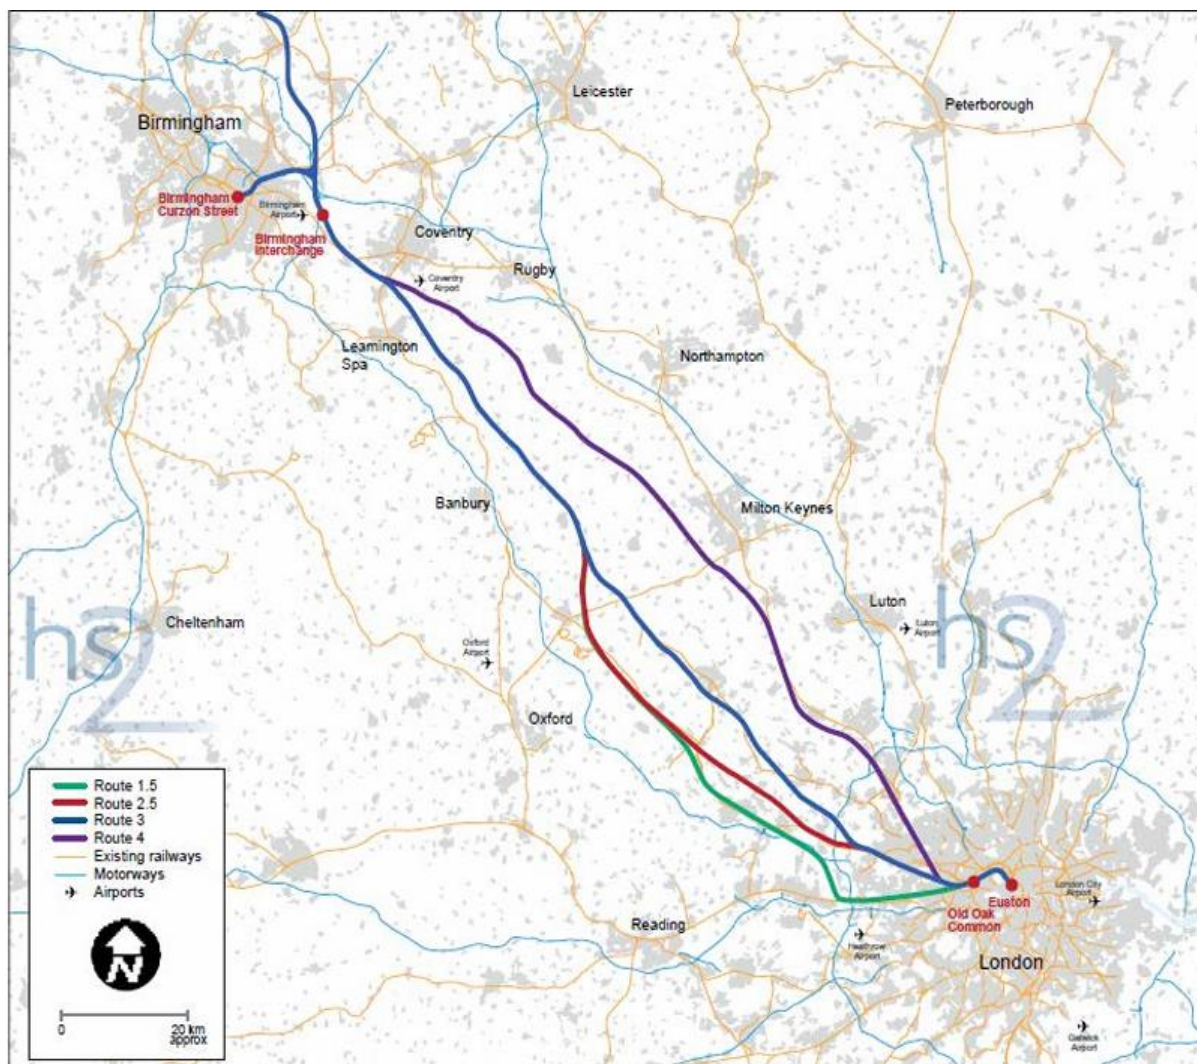 Leicester
Peterborough
Birmingham
Birmingham
Curzon Street
Birmingham
Airport
Birmingham
Interchange
Coventry
Coventry
Airport
Rugby
Leamington
Spa
Northampton
Banbury
Milton Keynes
hs2
Cheltenham
Oxford
Airport
Luton
Luton
Airport
hs2
Oxford
Route 1.5
Route 2.5
Route 3
Route 4
Existing railways
Motorways
Airports
N
0
20 km
approx
Reading
Heathrow
Airport
Old Oak
Common
Euston
London City
Airport
London
Gatwick
Airport